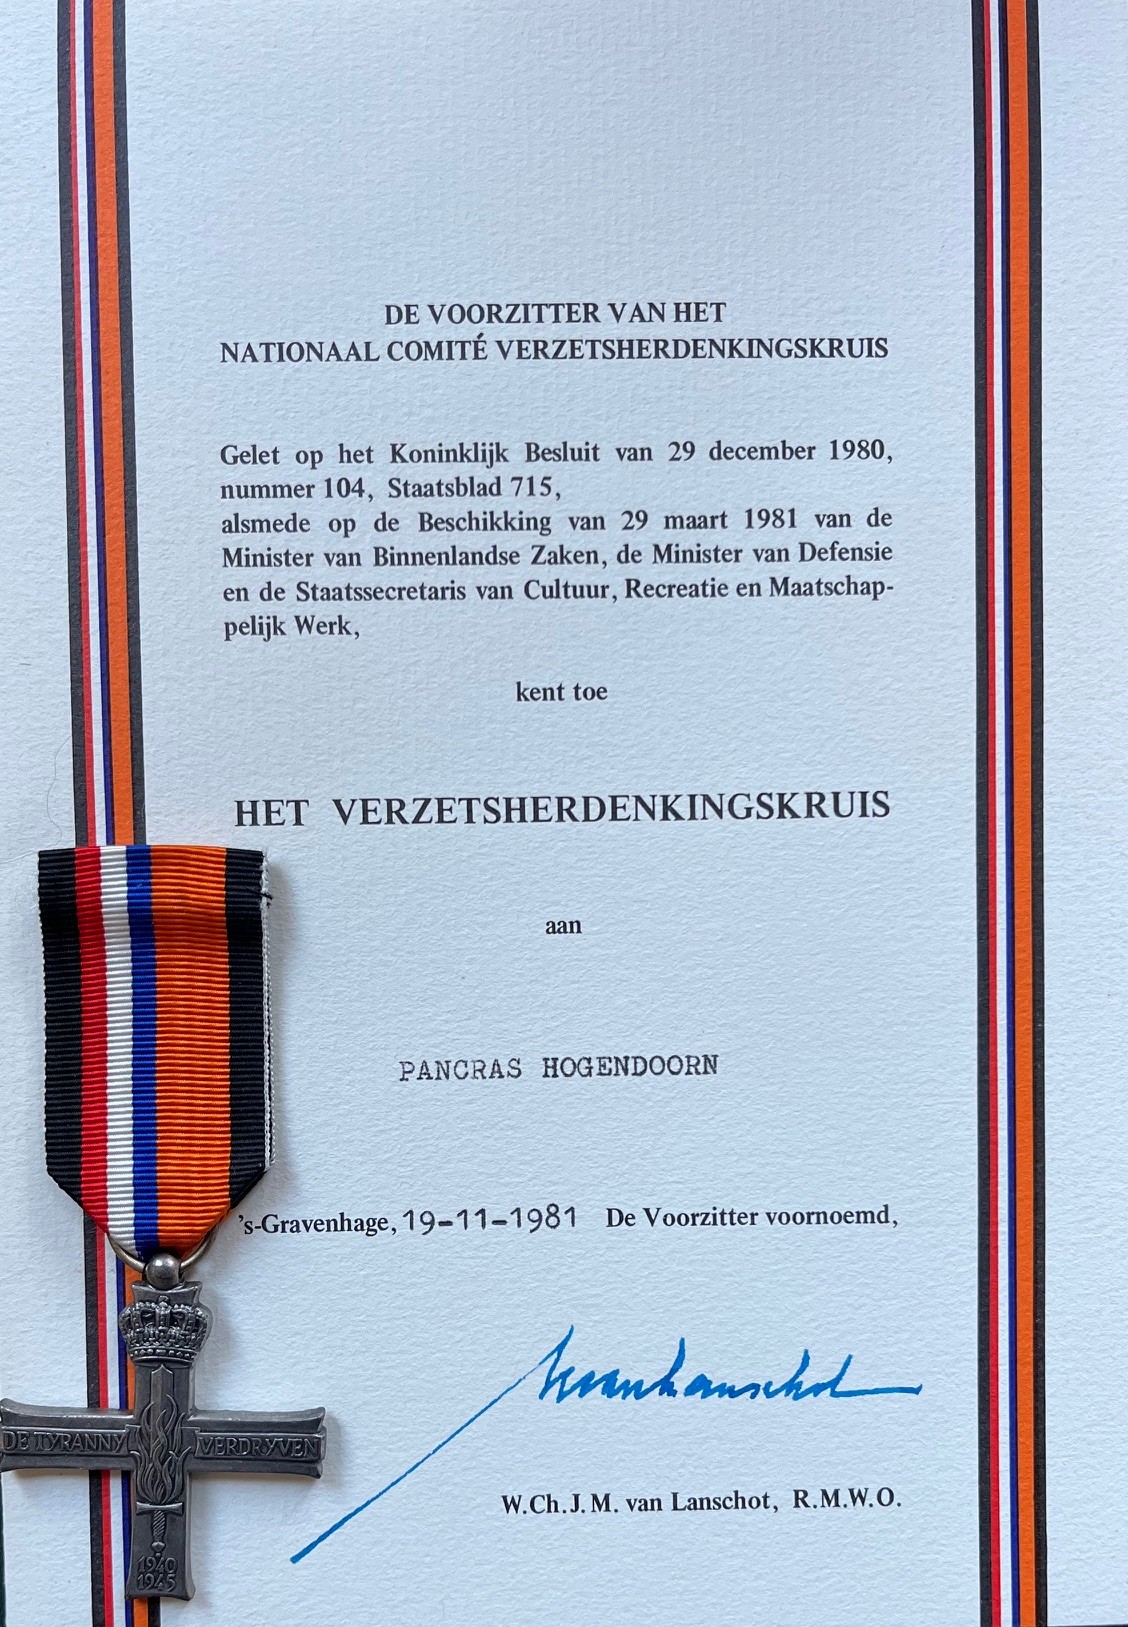 DE VOORZITTER VAN HET
NATIONAAL COMITÉ VERZETSHERDENKINGSKRUIS
Gelet op het Koninklijk Besluit van 29 december 1980,
nummer 104, Staatsblad 715,
alsmede op de Beschikking van 29 maart 1981 van de
Minister van Binnenlandse Zaken, de Minister van Defensie
en de Staatssecretaris van Cultuur, Recreatie en Maatschap-
pelijk Werk,
kent toe
HET VERZETSHERDENKINGSKRUIS
aan
PANCRAS HOGENDOORN
's-Gravenhage, 19-11-1981 De Voorzitter voornoemd,
vanLanschot
W.Ch.J.M. van Lanschot, R.M.W.O.
DE TYRANNY VERDRYVEN
1940
1945